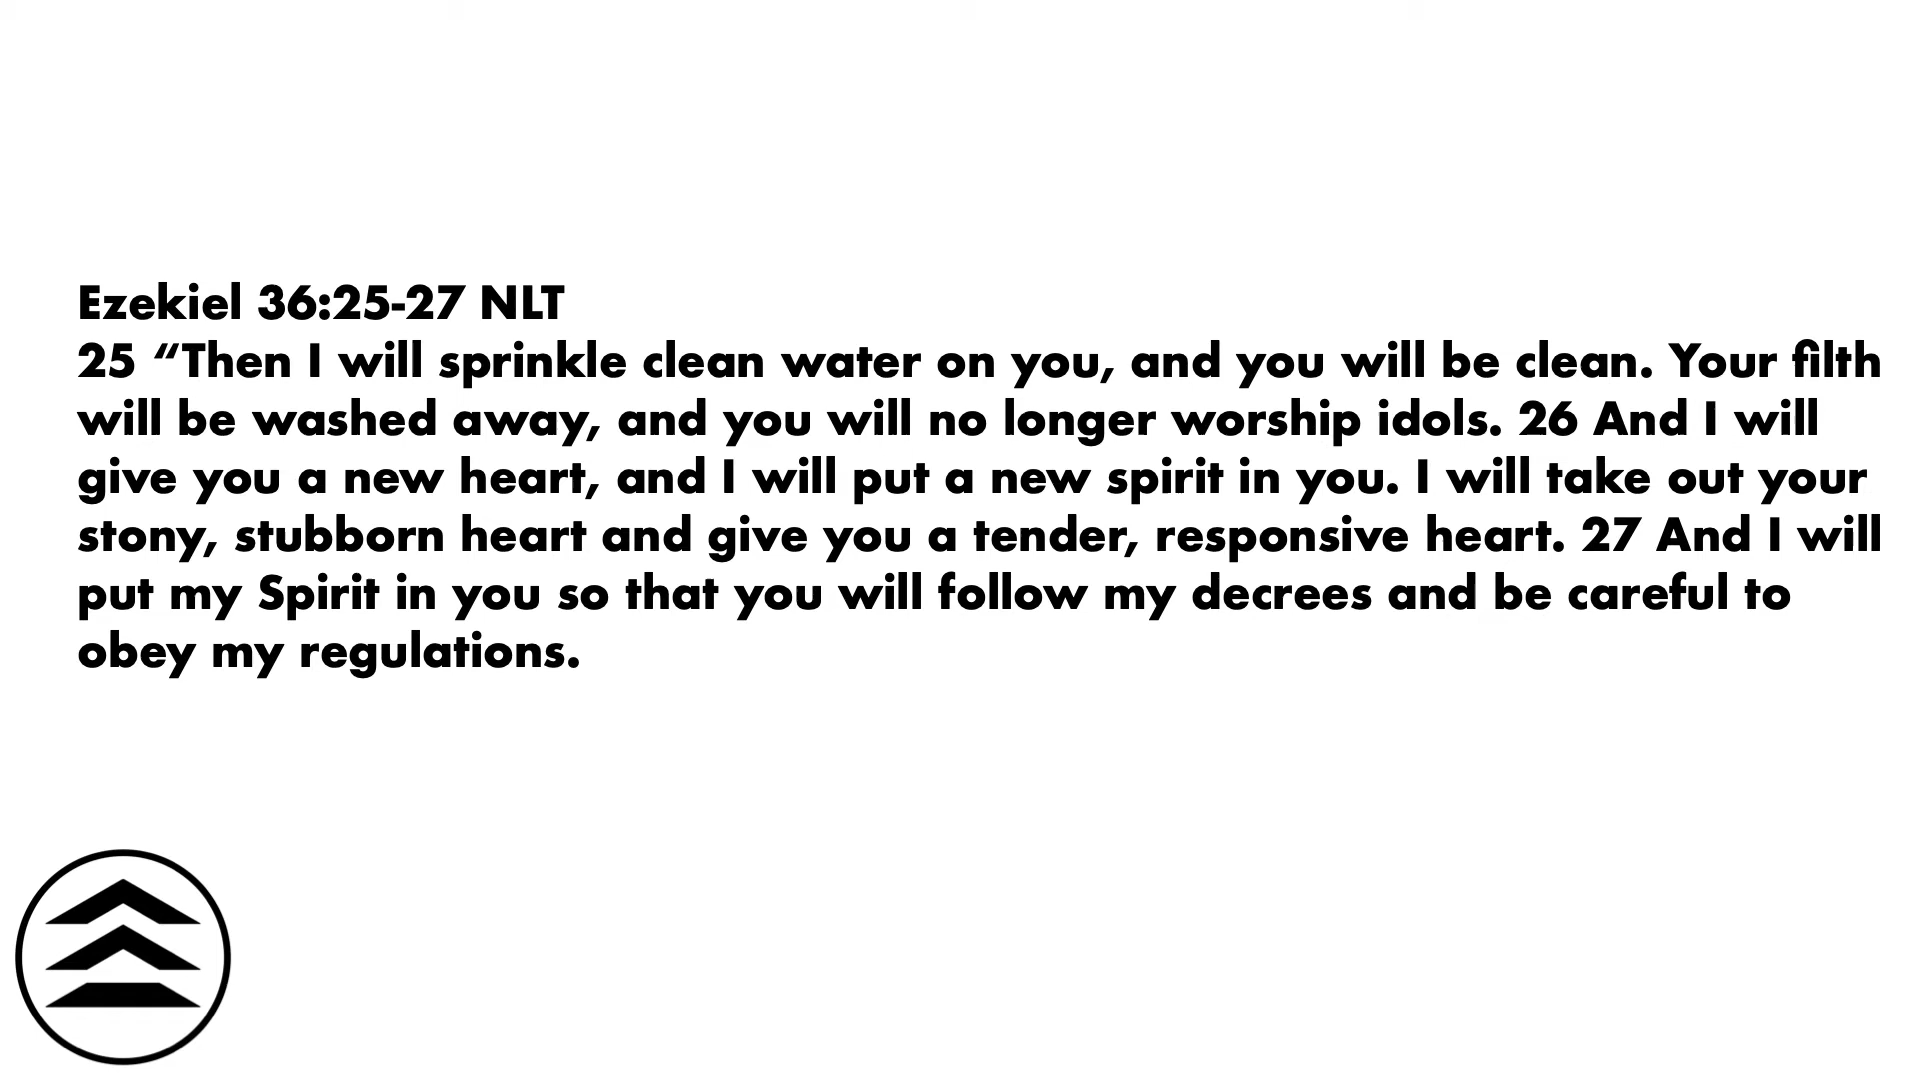 Ezekiel 36:25-27 NLT
25 “Then I will sprinkle clean water on you, and you will be clean. Your filth
will be washed away, and you will no longer worship idols. 26 And I will
give you a new heart, and I will put a new spirit in you. I will take out your
stony, stubborn heart and give you a tender, responsive heart. 27 And I will
put my Spirit in you so that you will follow my decrees and be careful to
obey my regulations.